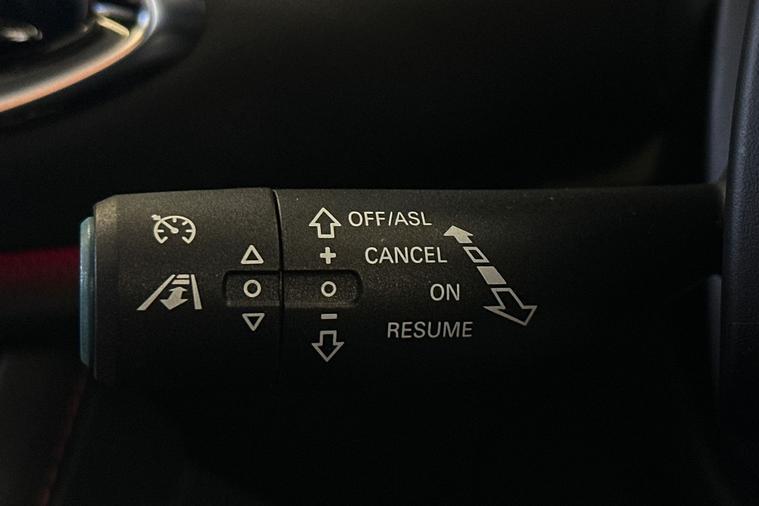 OFF/ASL
+ CANCEL
ON
- RESUME